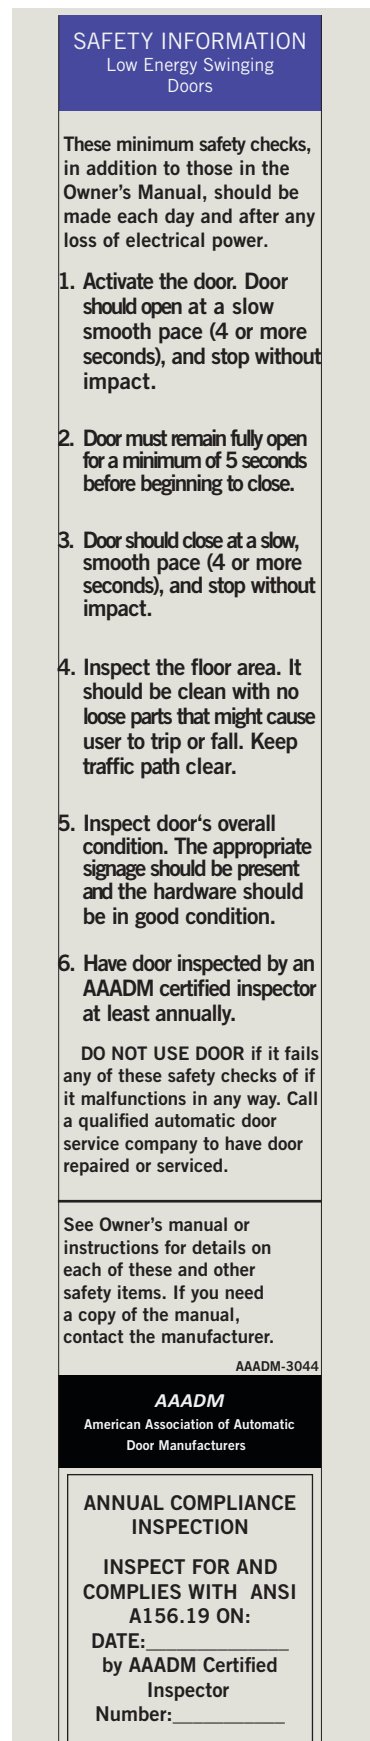 SAFETY INFORMATION
Low Energy Swinging
Doors
These minimum safety checks,
in addition to those in the
Owner's Manual, should be
made each day and after any
loss of electrical power.
1. Activate the door. Door
should open at a slow
smooth pace (4 or more
seconds), and stop without
impact.
2. Door must remain fully open
for a minimum of 5 seconds
before beginning to close.
3. Door should close at a slow,
smooth pace (4 or more
seconds), and stop without
impact.
4. Inspect the floor area. It
should be clean with no
loose parts that might cause
user to trip or fall. Keep
traffic path clear.
5. Inspect door‘s overall
condition. The appropriate
signage should be present
and the hardware should
be in good condition.
6. Have door inspected by an
AAADM certified inspector
at least annually.
DO NOT USE DOOR if it fails
any of these safety checks of if
it malfunctions in any way. Call
a qualified automatic door
service company to have door
repaired or serviced.
See Owner's manual or
instructions for details on
each of these and other
safety items. If you need
a copy of the manual,
contact the manufacturer.
AAADM-3044
AAADM
American Association of Automatic
Door Manufacturers
ANNUAL COMPLIANCE
INSPECTION
INSPECT FOR AND
COMPLIES WITH ANSI
A156.19 ON:
DATE:______________
by AAADM Certified
Inspector
Number:___________